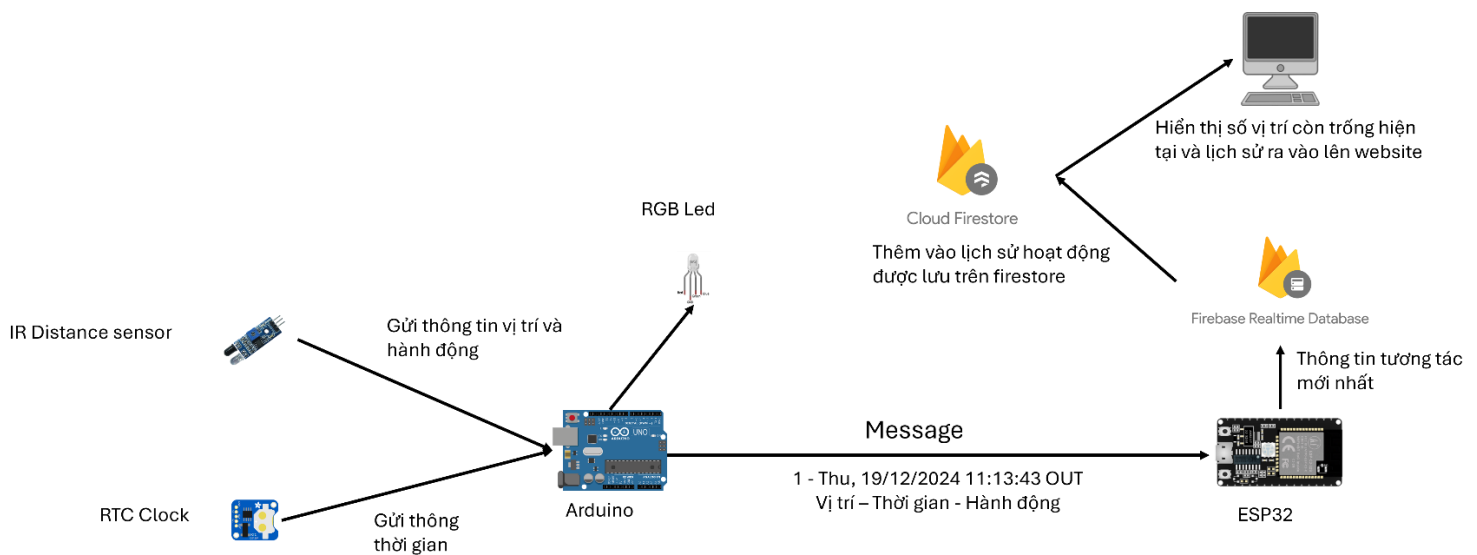 Hiển thị số vị trí còn trống hiện
tại và lịch sử ra vào lên website
Cloud Firestore
Thêm vào lịch sử hoạt động
được lưu trên firestore
RGB Led
Firebase Realtime Database
IR Distance sensor
Gửi thông tin vị trí và
hành động
Thông tin tương tác
mới nhất
Message
1 - Thu, 19/12/2024 11:13:43 OUT
Vị trí – Thời gian - Hành động
Arduino
ESP32
RTC Clock
Gửi thông
thời gian
UNO